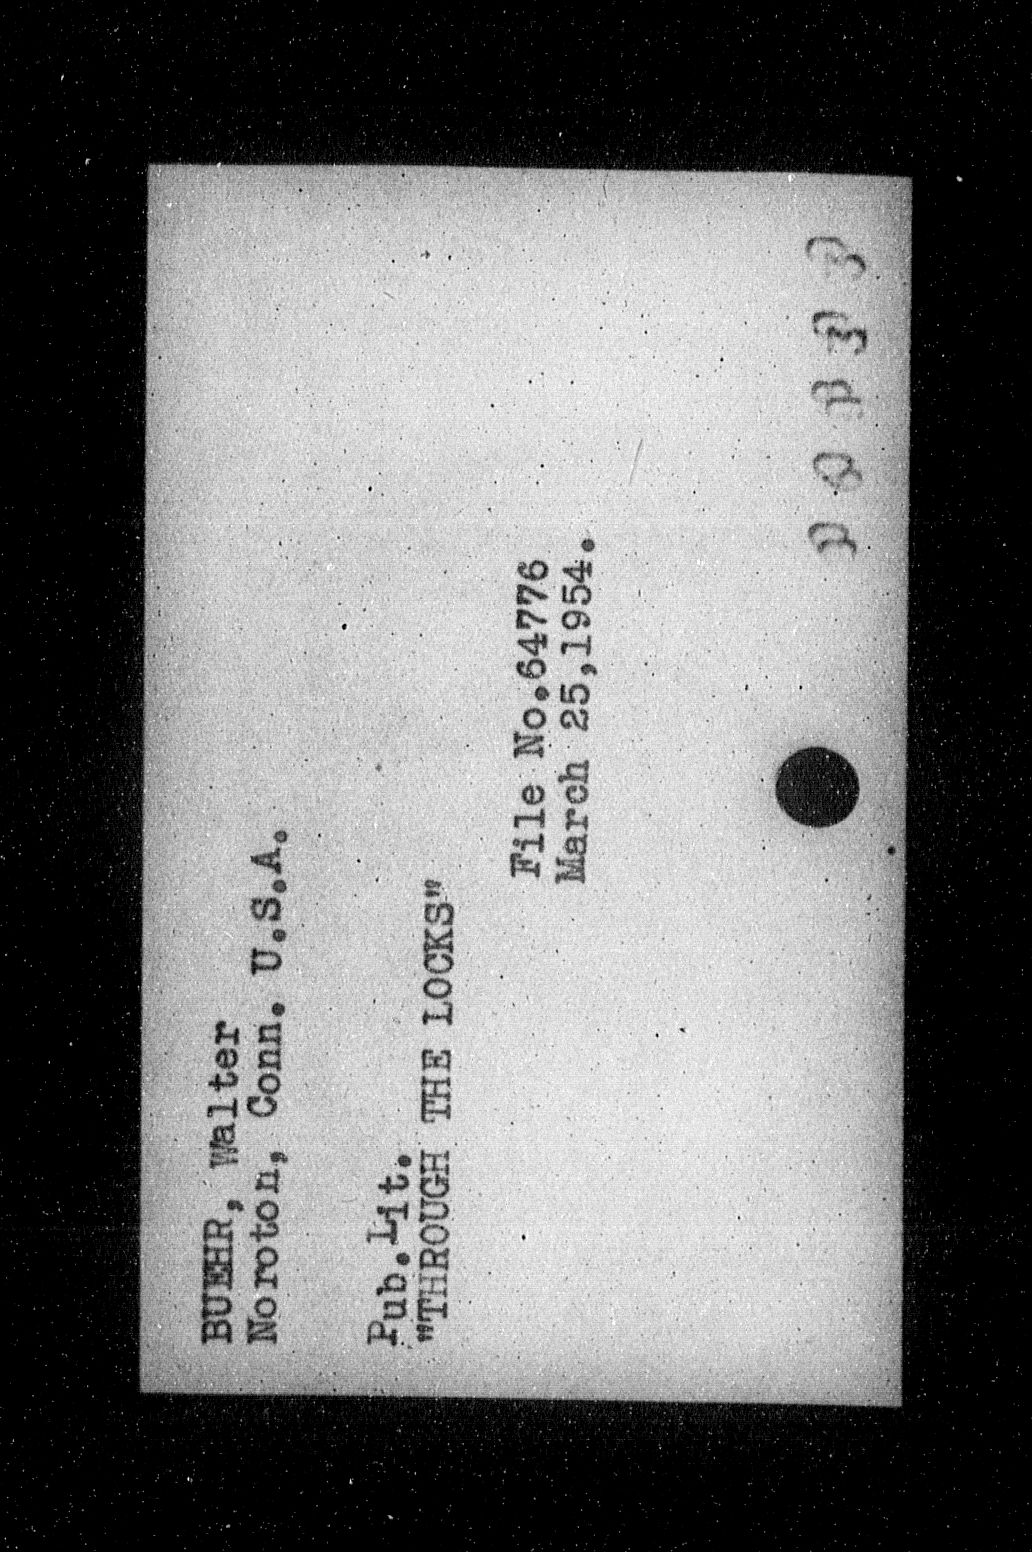 BUEHR, Walter
Noroton, Conn. U.S.A.
Pub.Lit.
"THROUGH THE LOCKS"
File No.64776
March 25,1954.